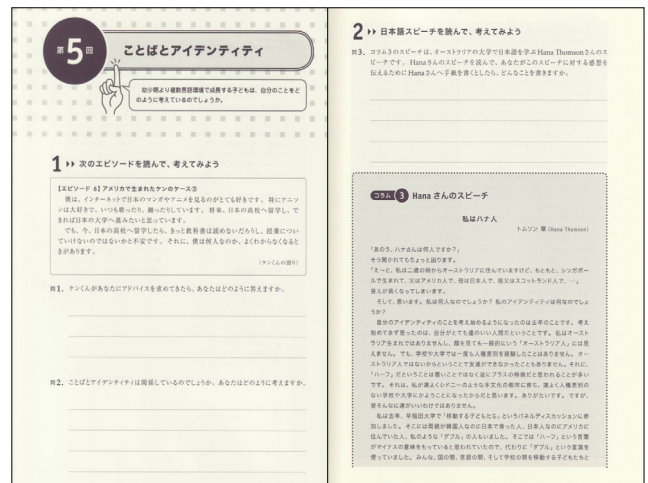 第5回
ことばとアイデンティティ
幼少期より複数言語環境で成長する子どもは、自分のことをど
のように考えているのでしょうか。
1 ▸▸ 次のエピソードを読んで、考えてみよう
【エピソード 6】アメリカで生まれたケンのケース③
僕は、インターネットで日本のマンガやアニメを見るのがとても好きです。特にアニソ
ンは大好きで、いつも歌ったり、踊ったりしています。将来、日本の高校へ留学し、で
きれば日本の大学へ進みたいと思っています。
でも、今、日本の高校へ留学したら、きっと教科書は読めないだろうし、授業につい
ていけないのではないかと不安です。それに、僕は何人なのか、よくわからなくなると
きがあります。
(ケンくんの語り)
問1. ケンくんがあなたにアドバイスを求めてきたら、あなたはどのように答えますか。
問2. ことばとアイデンティティは関係しているのでしょうか。あなたはどのように考えますか。
2 ▸▸ 日本語スピーチを読んで、考えてみよう
問3. コラム3のスピーチは、オーストラリアの大学で日本語を学ぶHana Thomsonさんのス
ピーチです。Hanaさんのスピーチを読んで、あなたがこのスピーチに対する感想を
伝えるためにHanaさんへ手紙を書くとしたら、どんなことを書きますか。
コラム 3 Hana さんのスピーチ
私はハナ人
トムソン 華 (Hana Thomson)
「あのう、ハナさんは何人ですか?」
そう聞かれてもちょっと困ります。
「え~と、私は二歳の時からオーストラリアに住んでいますけど、もともと、シンガポー
ルで生まれて、父はアメリカ人で、母は日本人で、祖父はスコットランド人で、…」
答えが長くなってしまいます。
そして、思います。私は何人なのでしょうか? 私のアイデンティティは何なのでしょ
うか?
自分のアイデンティティのことを考え始めるようになったのは去年のことです。考え
始めてまず思ったのは、自分がとても運のいい人間だということです。私はオースト
ラリア生まれではありませんし、顔を見ても一般的にいう「オーストラリア人」には見
えません。でも、学校や大学では一度も人種差別を経験したことはありません。オー
ストラリア人ではないからということで友達ができなかったこともありません。それに、
「ハーフ」だということは悪いことではなく逆にプラスの特徴だと思われることが多い
です。それは、私が運よくシドニーのような多文化の都市に育ち、運よく人種差別の
ない学校や大学にかようことになったからだと思います。ありがたいです。ですが、
皆そんなに運がいいわけではありません。
私は去年、早稲田大学で「移動する子どもたち」というパネルディスカッションに参
加しました。そこには両親が韓国人なのに日本で育った人、日本人なのにアメリカに
住んでいた人、私のような「ダブル」の人もいました。そこでは「ハーフ」という言葉
がマイナスの意味をもっていると思われていたので、代わりに「ダブル」という言葉を
使っていました。みんな、国の間、言語の間、そして学校の間を移動する子どもたちと